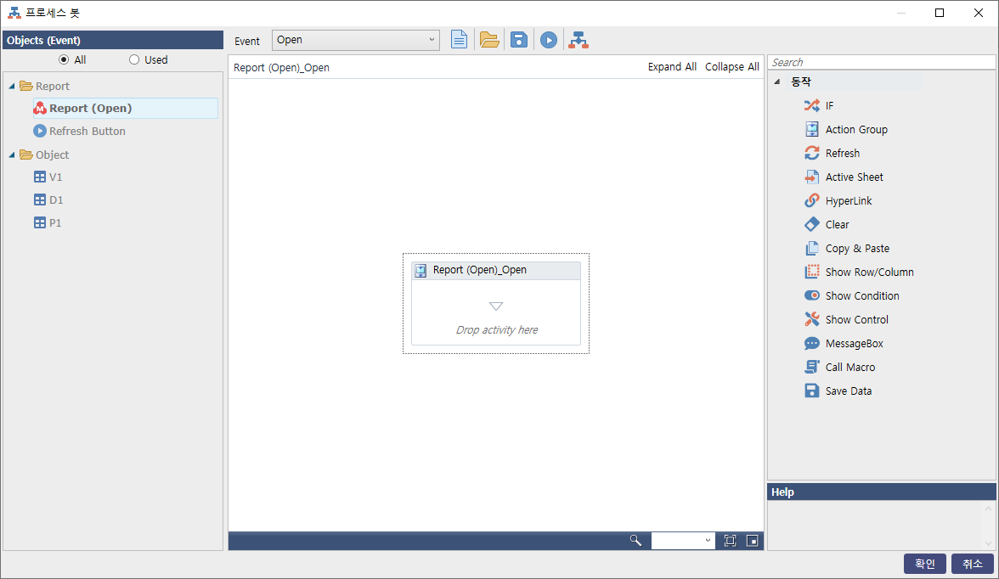 프로세스 봇
Objects (Event)
All
Used
Report
Report (Open)
Refresh Button
Object
V1
D1
P1
Event
Open
Report (Open)_Open
Expand All
Collapse All
Report (Open)_Open
Drop activity here
Search
동작
IF
Action Group
Refresh
Active Sheet
HyperLink
Clear
Copy & Paste
Show Row/Column
Show Condition
Show Control
MessageBox
Call Macro
Save Data
Help
확인
취소